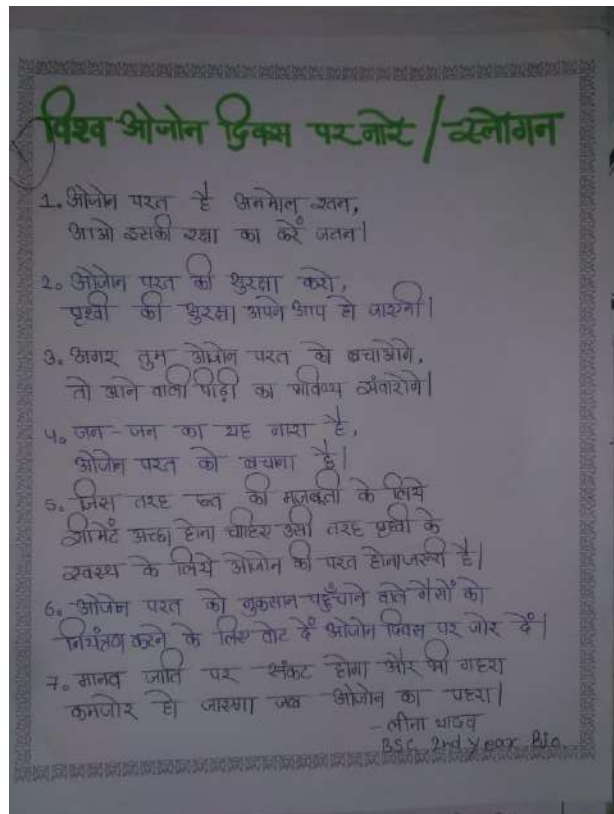 विश्व ओजोन दिवस पर नारे / स्लोगन
1. ओजोन परत है अनमोल रतन,
आओ इसकी रक्षा का करें जतन।
2. ओजोन परत की सुरक्षा करो,
पृथ्वी की सुरक्षा अपने आप हो जाएगी।
3. अगर तुम ओजोन परत को बचाओगे,
तो आने वाली पीढ़ी का भविष्य संवारोगे।
4. जन-जन का यह नारा है,
ओजोन परत को बचाना है।
5. जिस तरह छत की मजबूती के लिये
सीमेंट अच्छा होना चाहिए उसी तरह पृथ्वी के
स्वस्थ के लिये ओजोन की परत होना जरूरी है।
6. ओजोन परत को नुकसान पहुँचाने वाले गैसों को
नियंत्रण करने के लिए वोट दें ओजोन दिवस पर जोर दें।
7. मानव जाति पर संकट होगा और भी गहरा
कमजोर हो जाएगा जब ओजोन का पहरा।
- लीना यादव
BSC 2nd year Bio